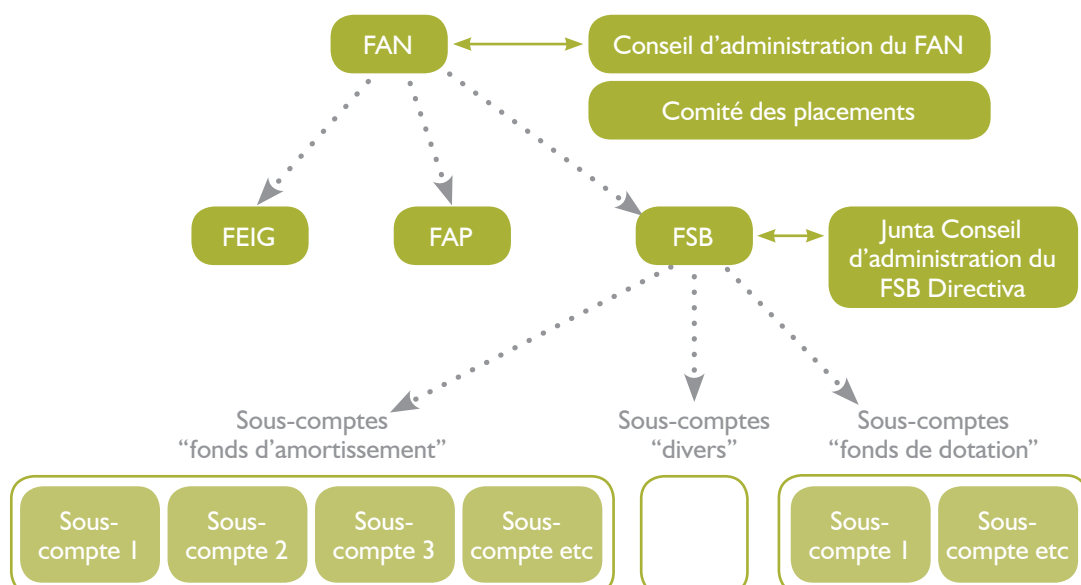 FAN
Conseil d’administration du FAN
Comité des placements
FEIG
FAP
FSB
Junta Conseil
d’administration du
FSB Directiva
Sous-comptes
“fonds d’amortissement”
Sous-comptes
“divers”
Sous-comptes
“fonds de dotation”
Sous-
compte 1
Sous-
compte 2
Sous-
compte 3
Sous-
compte etc
Sous-
compte 1
Sous-
compte etc